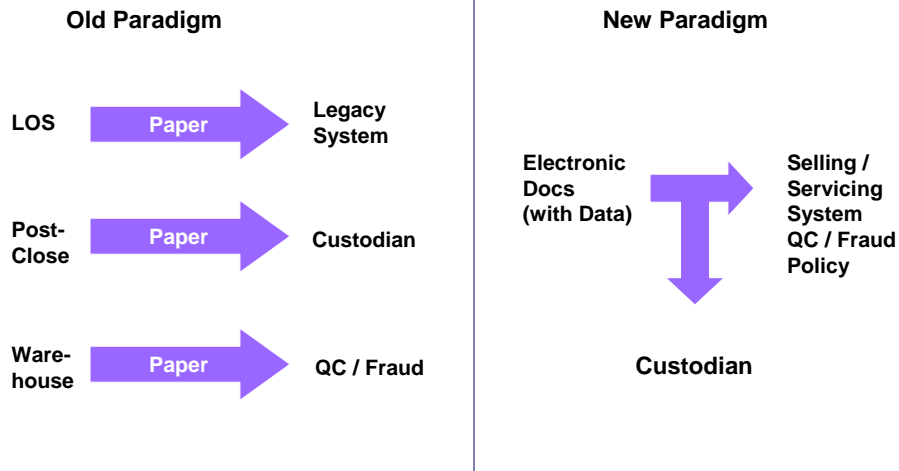 Old Paradigm
LOS
Paper
Legacy
System
Post-
Close
Paper
Custodian
Ware-
house
Paper
QC / Fraud
New Paradigm
Electronic
Docs
(with Data)
Selling /
Servicing
System
QC / Fraud
Policy
Custodian